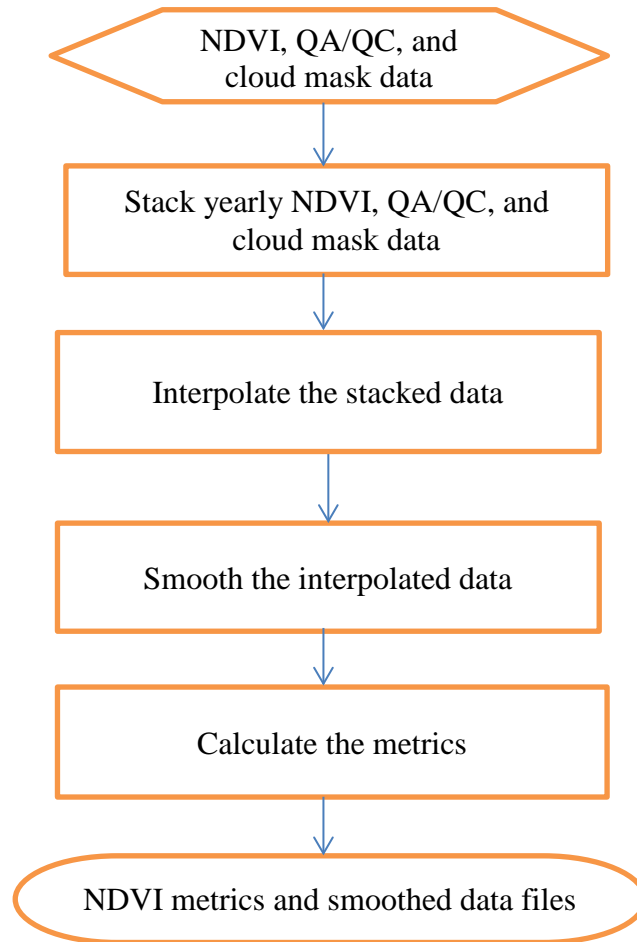 NDVI, QA/QC, and
cloud mask data
Stack yearly NDVI, QA/QC, and
cloud mask data
Interpolate the stacked data
Smooth the interpolated data
Calculate the metrics
NDVI metrics and smoothed data files